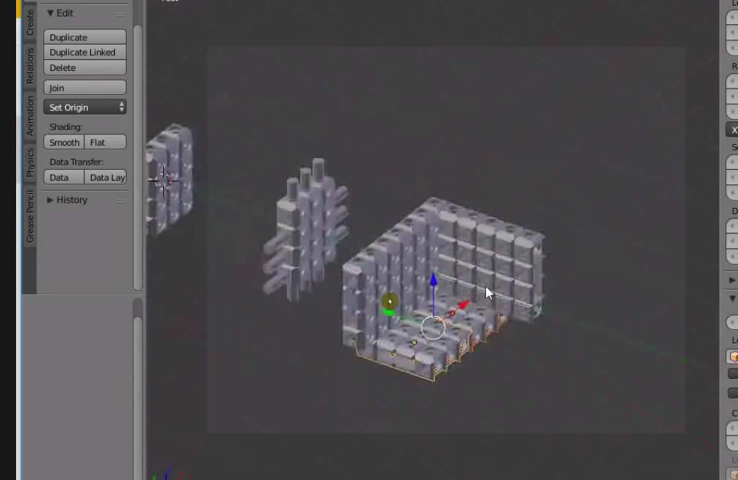 Create
Relations
Animation
Physics
Grease Pencil
Edit
Duplicate
Duplicate Linked
Delete
Join
Set Origin
Shading:
Smooth Flat
Data Transfer:
Data Data Lay
History